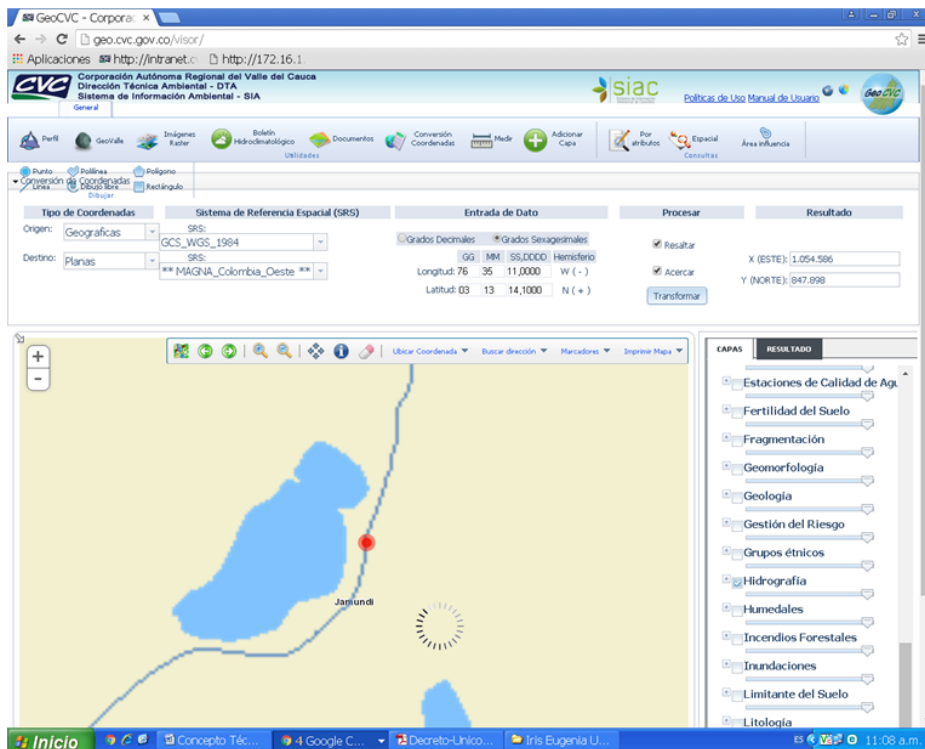 GeoCVC - Corporac
geo.cvc.gov.co/visor/
Aplicaciones http://intranet.c http://172.16.1
CVC
Corporación Autónoma Regional del Valle del Cauca
Dirección Técnica Ambiental - DTA
Sistema de Información Ambiental - SIA
siac
Políticas de Uso Manual de Usuario
Geo CVC
General
Perfil GeoValle Imágenes Raster Boletín Hidroclimatológico Documentos Conversión Coordenadas Medir Adicionar Capa Por atributos Espacial Área influencia
Utilidades Consultas
Punto Polilínea Polígono
Conversión de Coordenadas
Línea Dibujo libre Rectángulo
Dibujar
Tipo de Coordenadas Sistema de Referencia Espacial (SRS) Entrada de Dato Procesar Resultado
Origen: Geograficas SRS:
GCS_WGS_1984 Grados Decimales Grados Sexagesimales Resaltar
Destino: Planas SRS: GG MM SS,DDDD Hemisferio X (ESTE): 1.054.586
** MAGNA_Colombia_Oeste ** Longitud: 76 35 11,0000 W ( - ) Acercar
Y (NORTE): 847.898
Latitud: 03 13 14,1000 N ( + ) Transformar
+
-
Ubicar Coordenada Buscar dirección Marcadores Imprimir Mapa
CAPAS RESULTADO
Estaciones de Calidad de Agu
Fertilidad del Suelo
Fragmentación
Geomorfología
Geología
Gestión del Riesgo
Grupos étnicos
Hidrografía
Jamundi
Humedales
Incendios Forestales
Inundaciones
Limitante del Suelo
Litología
Inicio Concepto Téc... 4 Google C... Decreto-Unico... Iris Eugenia U... ES 11:08 a.m.